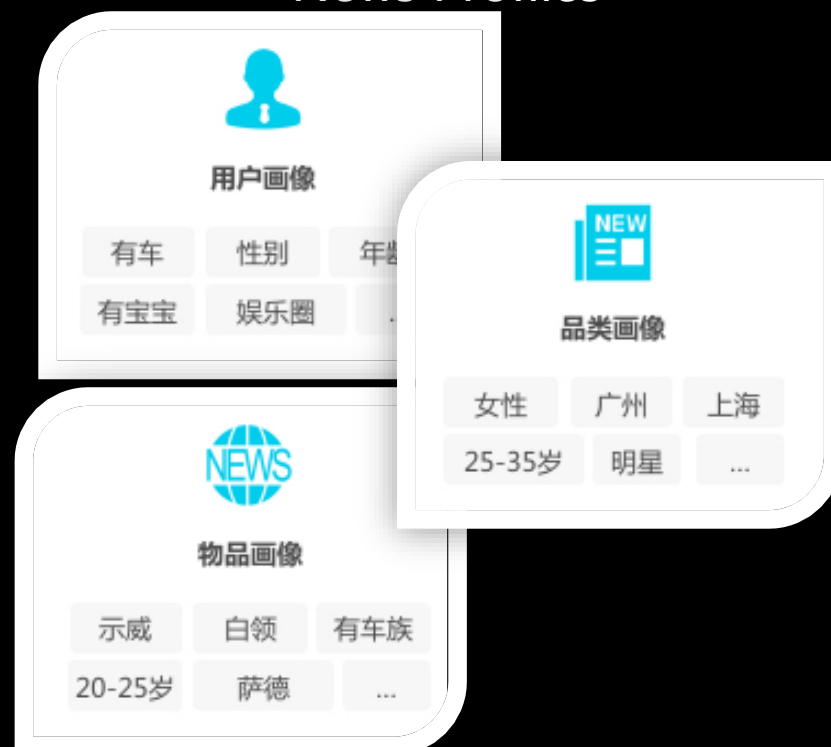 用户画像
有车 性别
有宝宝 娱乐圈
NEW
品类画像
女性 广州 上海
25-35岁 明星 ...
NEWS
物品画像
示威 白领 有车族
20-25岁 萨德 ...